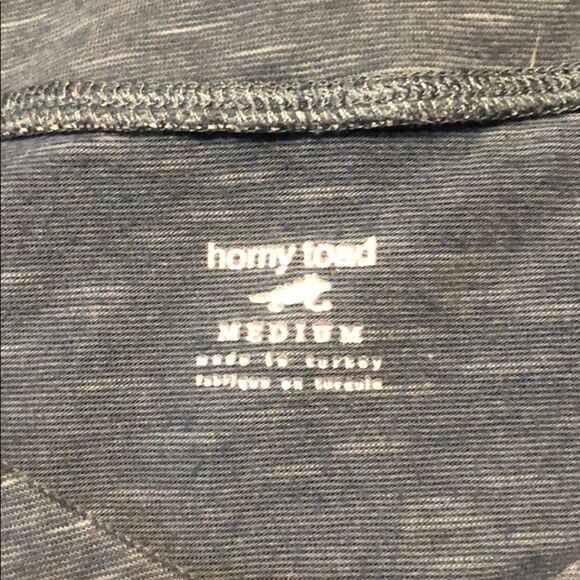 horny toad
MEDIUM
made in turkey
fabriqué en turquie